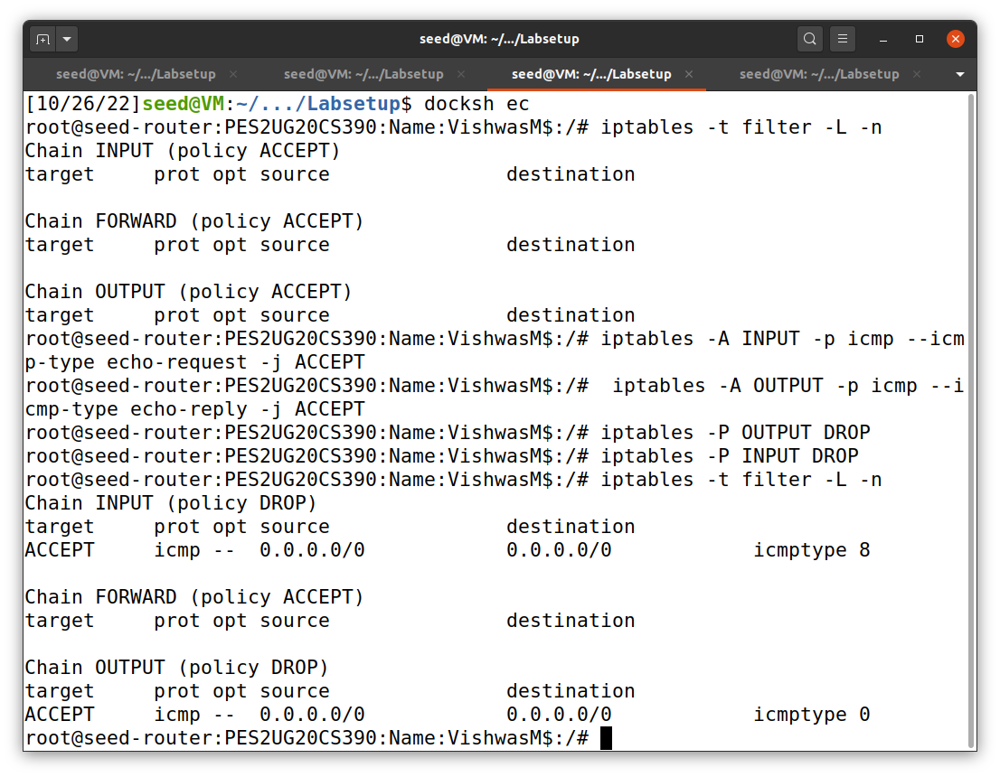 seed@VM: ~/.../Labsetup
seed@VM: ~/.../Labsetup × seed@VM: ~/.../Labsetup × seed@VM: ~/.../Labsetup × seed@VM: ~/.../Labsetup ×
[10/26/22]seed@VM:~/.../Labsetup$ docksh ec
root@seed-router:PES2UG20CS390:Name:VishwasM$:/# iptables -t filter -L -n
Chain INPUT (policy ACCEPT)
target     prot opt source               destination

Chain FORWARD (policy ACCEPT)
target     prot opt source               destination

Chain OUTPUT (policy ACCEPT)
target     prot opt source               destination
root@seed-router:PES2UG20CS390:Name:VishwasM$:/# iptables -A INPUT -p icmp --icm
p-type echo-request -j ACCEPT
root@seed-router:PES2UG20CS390:Name:VishwasM$:/#  iptables -A OUTPUT -p icmp --i
cmp-type echo-reply -j ACCEPT
root@seed-router:PES2UG20CS390:Name:VishwasM$:/# iptables -P OUTPUT DROP
root@seed-router:PES2UG20CS390:Name:VishwasM$:/# iptables -P INPUT DROP
root@seed-router:PES2UG20CS390:Name:VishwasM$:/# iptables -t filter -L -n
Chain INPUT (policy DROP)
target     prot opt source               destination
ACCEPT     icmp --  0.0.0.0/0            0.0.0.0/0            icmptype 8

Chain FORWARD (policy ACCEPT)
target     prot opt source               destination

Chain OUTPUT (policy DROP)
target     prot opt source               destination
ACCEPT     icmp --  0.0.0.0/0            0.0.0.0/0            icmptype 0
root@seed-router:PES2UG20CS390:Name:VishwasM$:/#